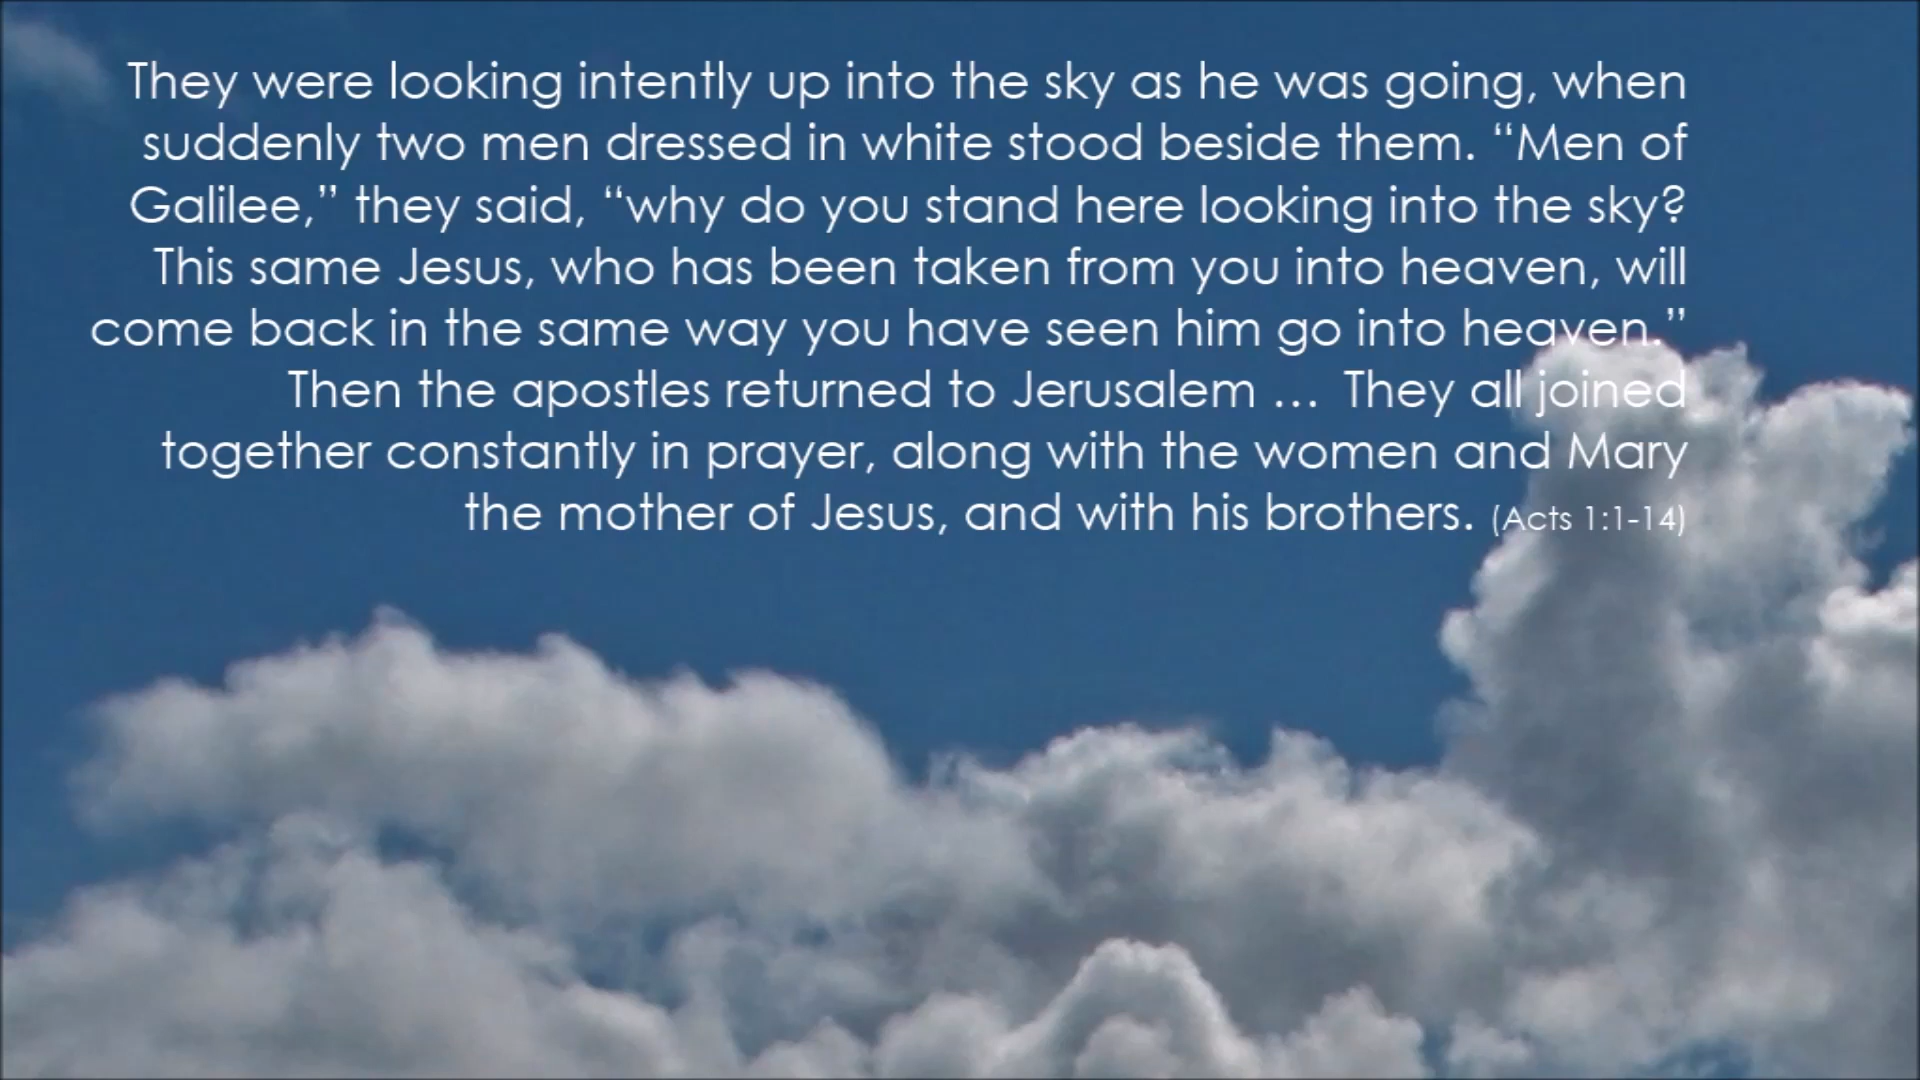 They were looking intently up into the sky as he was going, when
suddenly two men dressed in white stood beside them. “Men of
Galilee,” they said, “why do you stand here looking into the sky?
This same Jesus, who has been taken from you into heaven, will
come back in the same way you have seen him go into heaven.”
Then the apostles returned to Jerusalem … They all joined
together constantly in prayer, along with the women and Mary
the mother of Jesus, and with his brothers. (Acts 1:1-14)